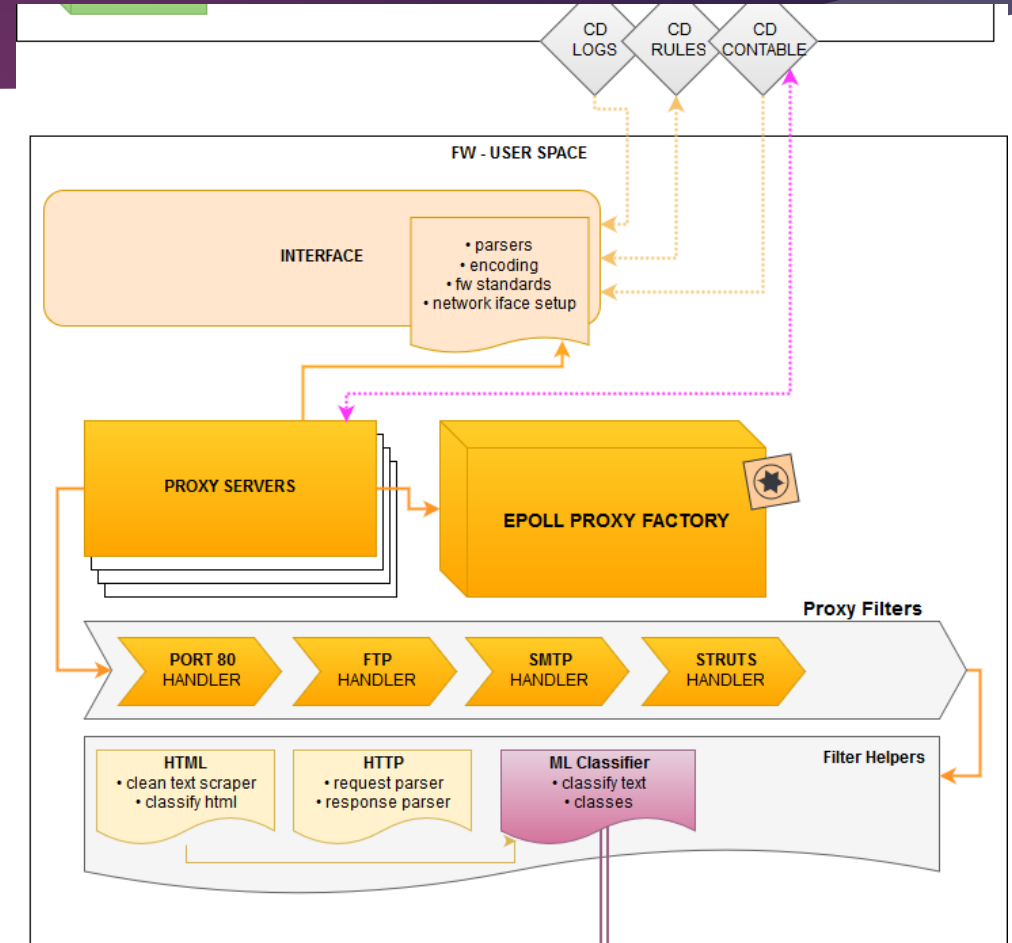 CD
LOGS
CD
RULES
CD
CONTABLE
FW - USER SPACE
INTERFACE
• parsers
• encoding
• fw standards
• network iface setup
PROXY SERVERS
EPOLL PROXY FACTORY
Proxy Filters
PORT 80
HANDLER
FTP
HANDLER
SMTP
HANDLER
STRUTS
HANDLER
Filter Helpers
HTML
• clean text scraper
• classify html
HTTP
• request parser
• response parser
ML Classifier
• classify text
• classes